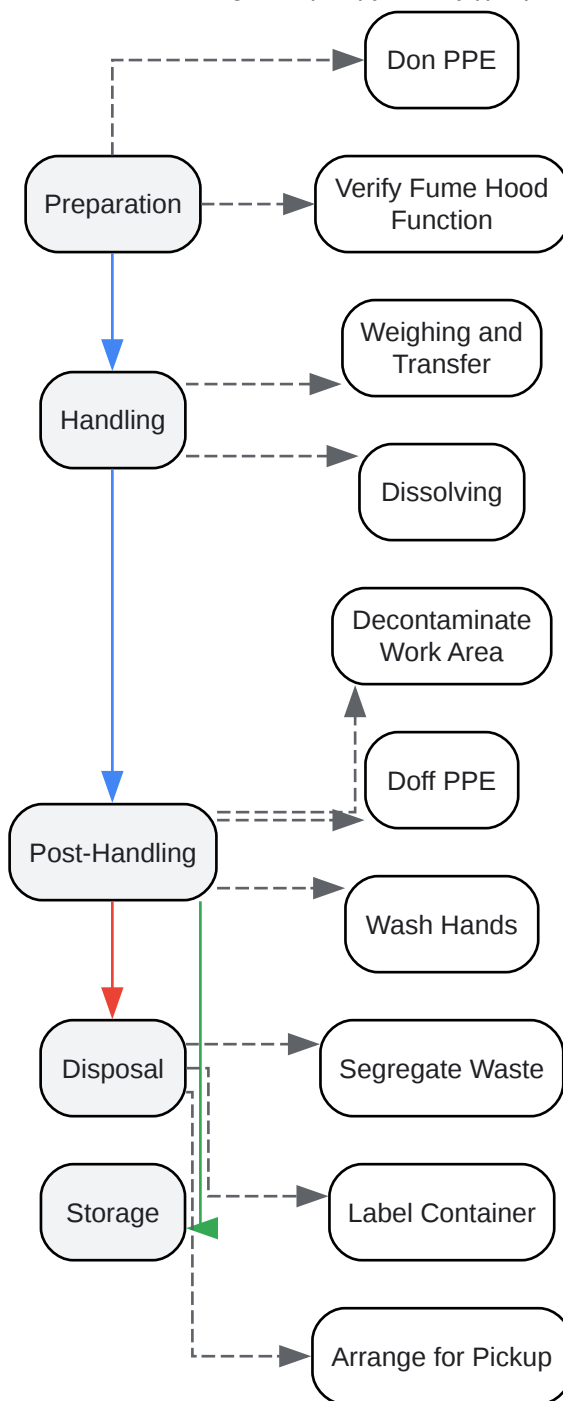 Don PPE
Preparation
Verify Fume Hood
Function
Weighing and
Transfer
Handling
Dissolving
Decontaminate
Work Area
Doff PPE
Post-Handling
Wash Hands
Disposal
Segregate Waste
Storage
Label Container
Arrange for Pickup